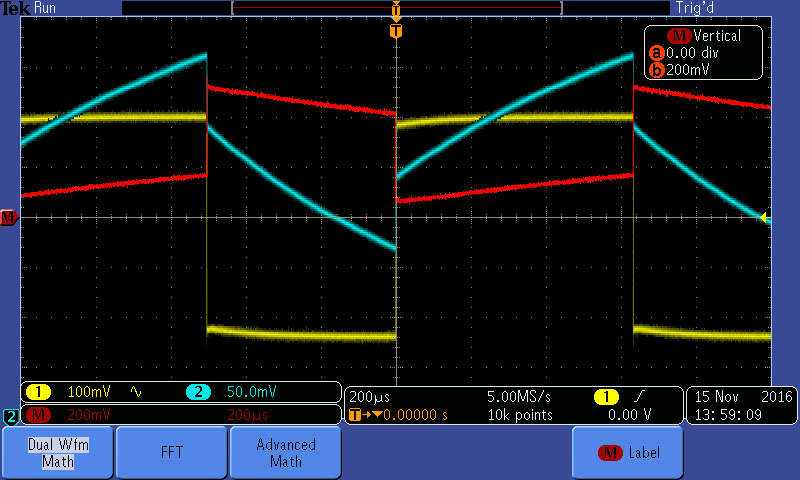 Tek Run Trig'd
T
T
M Vertical
a 0.00 div
b 200mV
M
1 100mV ∿ 2 50.0mV
2 M 200mV 200µs
200µs 5.00MS/s 1
T→▼0.00000 s 10k points 0.00 V
15 Nov 2016
13:59:09
Dual Wfm
Math
FFT
Advanced
Math
M Label